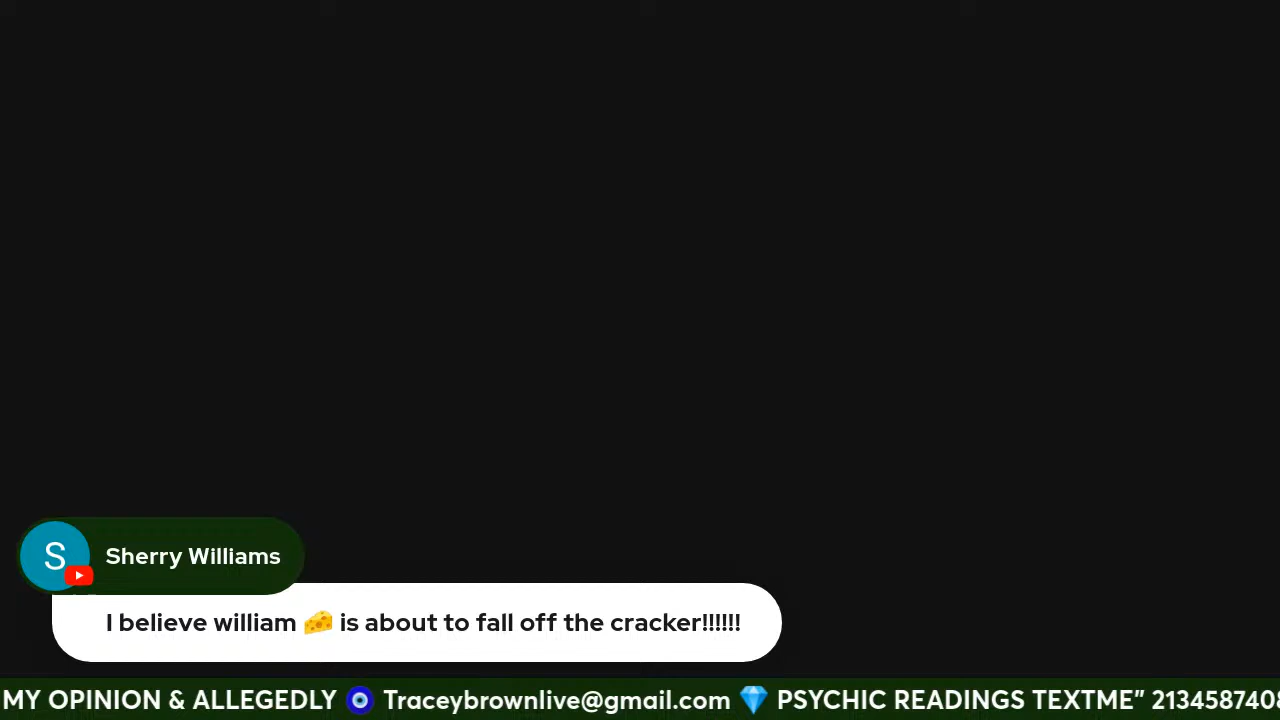 S
Sherry Williams
I believe william 🧀 is about to fall off the cracker!!!!!!
MY OPINION & ALLEGEDLY 🧿 Traceybrownlive@gmail.com 💎 PSYCHIC READINGS TEXTME” 213458740